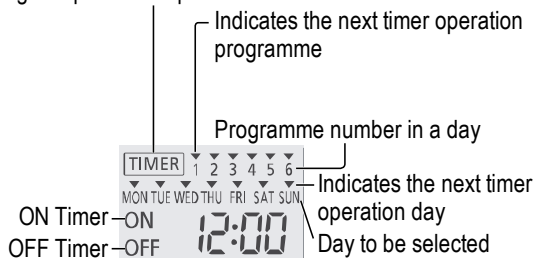 Indicates the next timer operation
programme
Programme number in a day
TIMER 1 2 3 4 5 6
MON TUE WED THU FRI SAT SUN
Indicates the next timer
operation day
ON Timer
ON
12:00
Day to be selected
OFF Timer
OFF